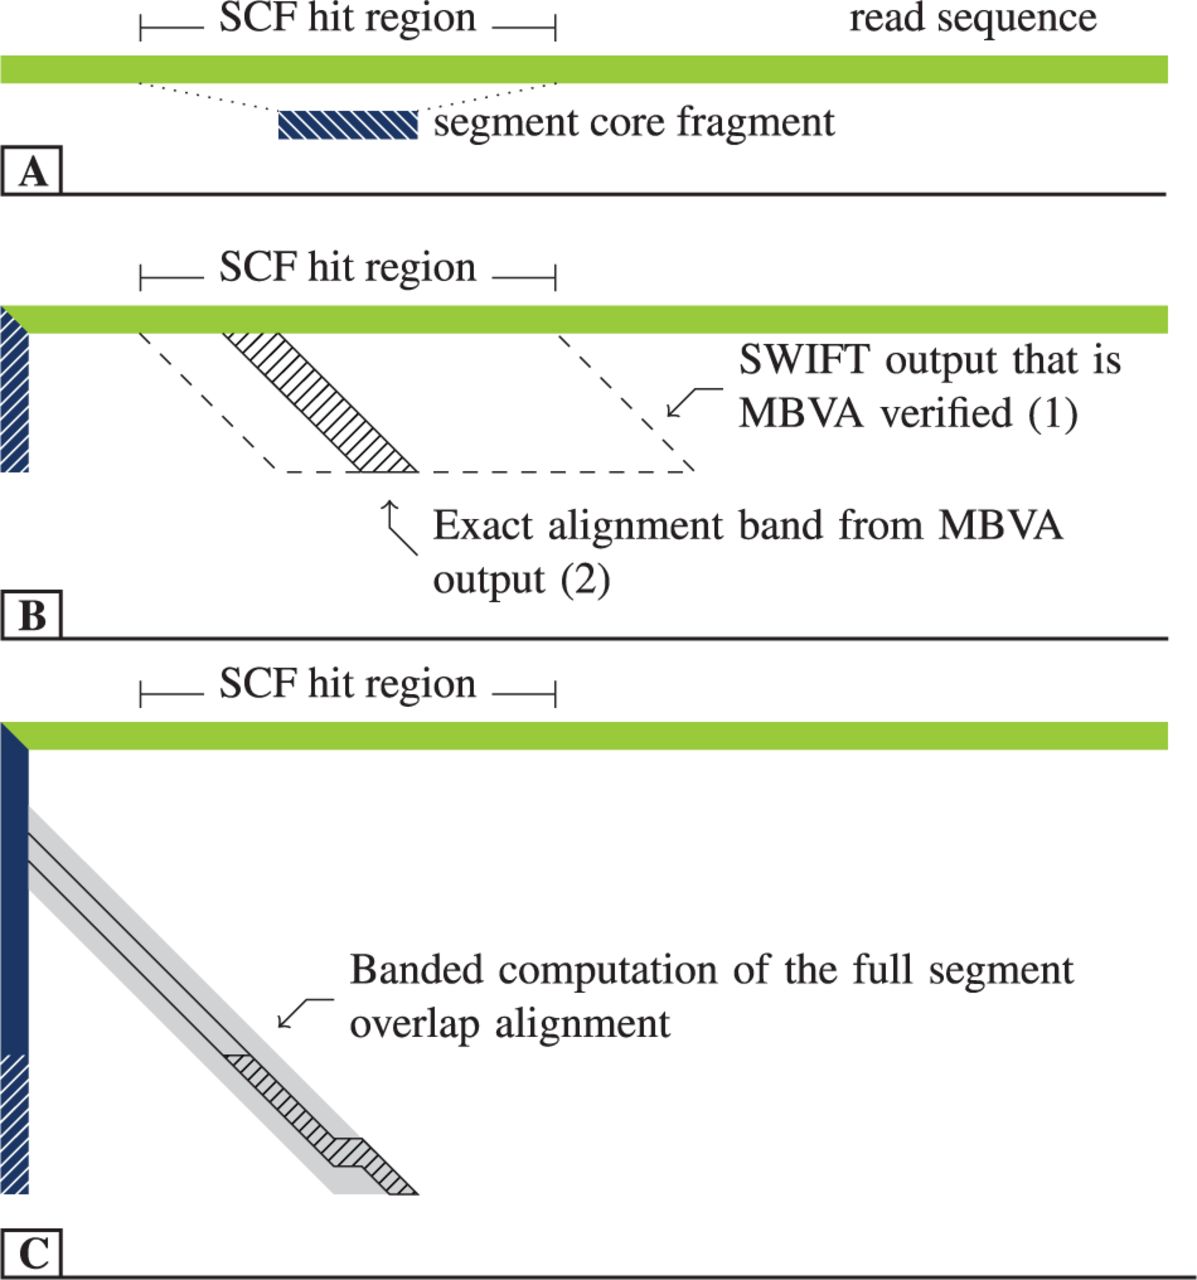 SCF hit region
read sequence
segment core fragment
A
SCF hit region
SWIFT output that is
MBVA verified (1)
Exact alignment band from MBVA
output (2)
B
SCF hit region
Banded computation of the full segment
overlap alignment
C